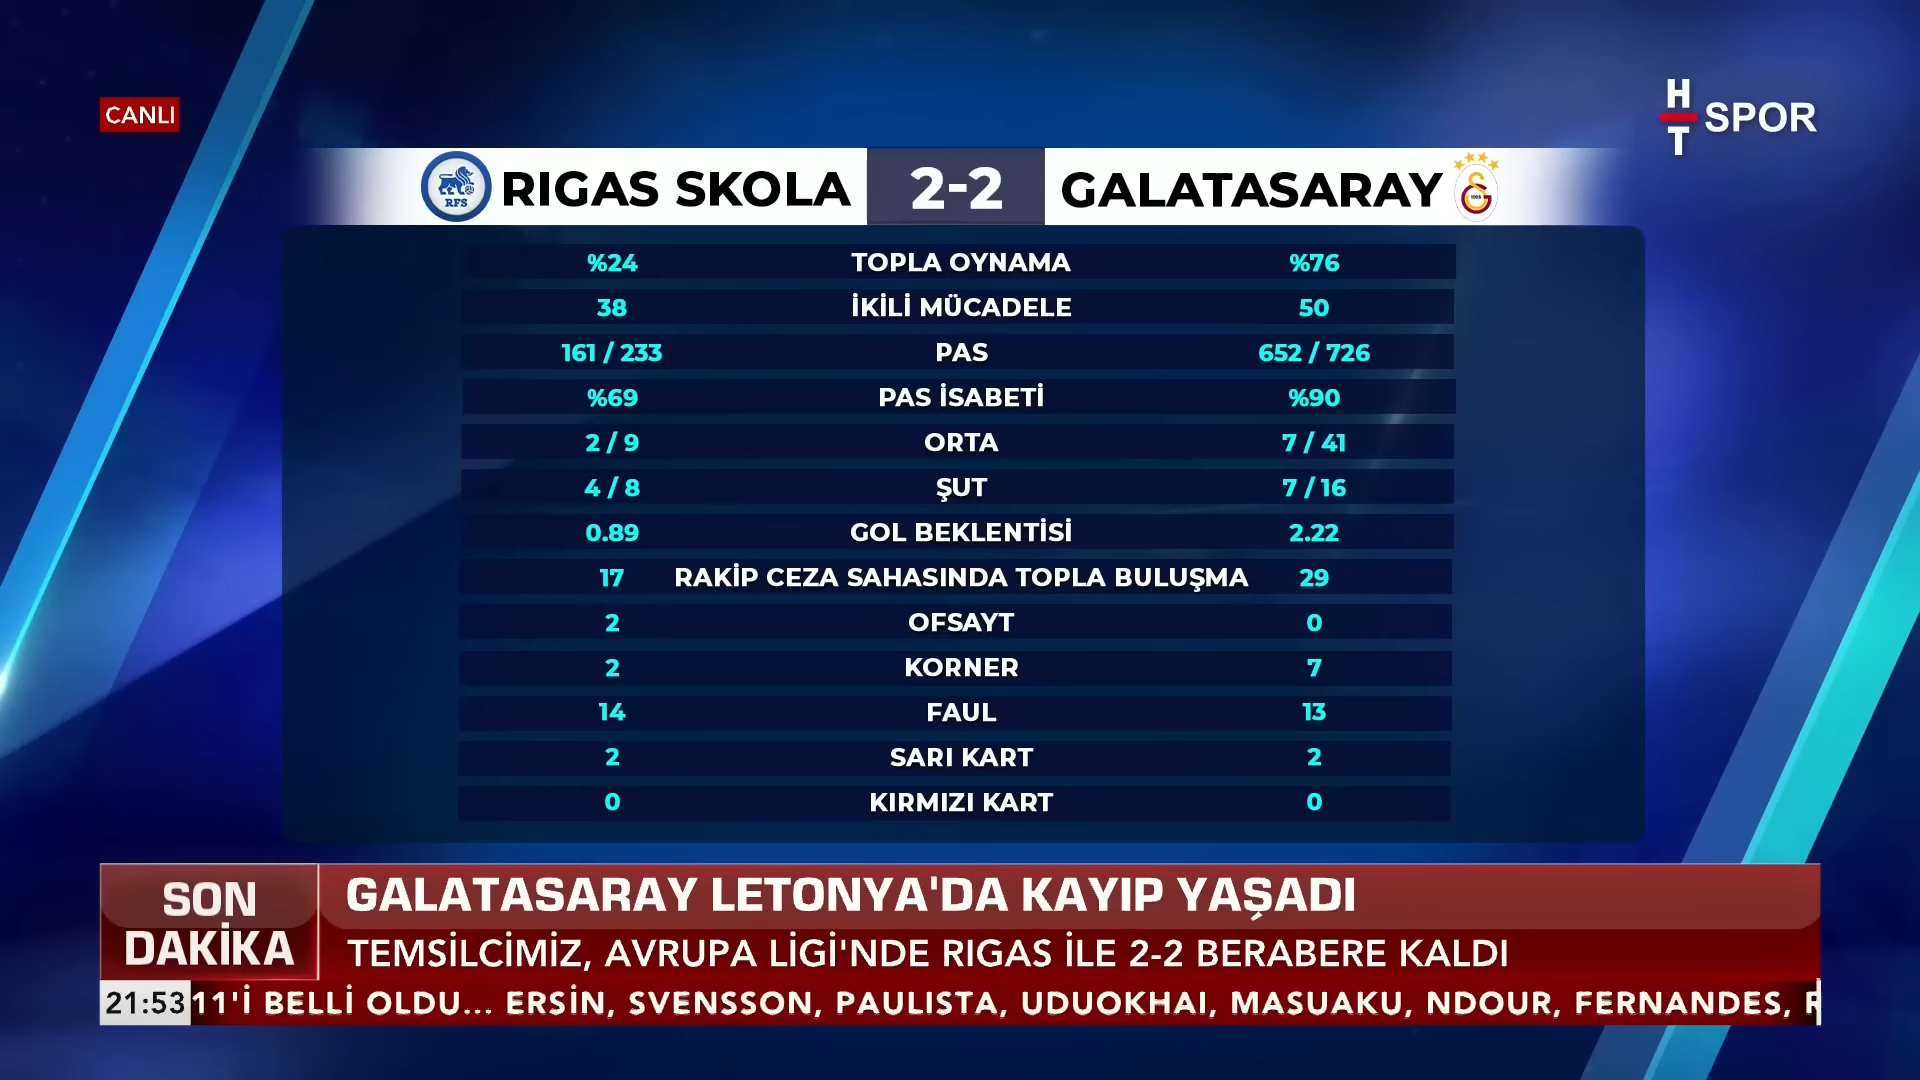 CANLI
HT SPOR
RFS RIGAS SKOLA 2-2 GALATASARAY
%24 TOPLA OYNAMA %76
38 İKİLİ MÜCADELE 50
161 / 233 PAS 652 / 726
%69 PAS İSABETİ %90
2 / 9 ORTA 7 / 41
4 / 8 ŞUT 7 / 16
0.89 GOL BEKLENTİSİ 2.22
17 RAKİP CEZA SAHASINDA TOPLA BULUŞMA 29
2 OFSAYT 0
2 KORNER 7
14 FAUL 13
2 SARI KART 2
0 KIRMIZI KART 0
SON DAKİKA
GALATASARAY LETONYA'DA KAYIP YAŞADI
TEMSİLCİMİZ, AVRUPA LİGİ'NDE RIGAS İLE 2-2 BERABERE KALDI
21:53 11'İ BELLİ OLDU... ERSİN, SVENSSON, PAULISTA, UDUOKHAI, MASUAKU, NDOUR, FERNANDES,